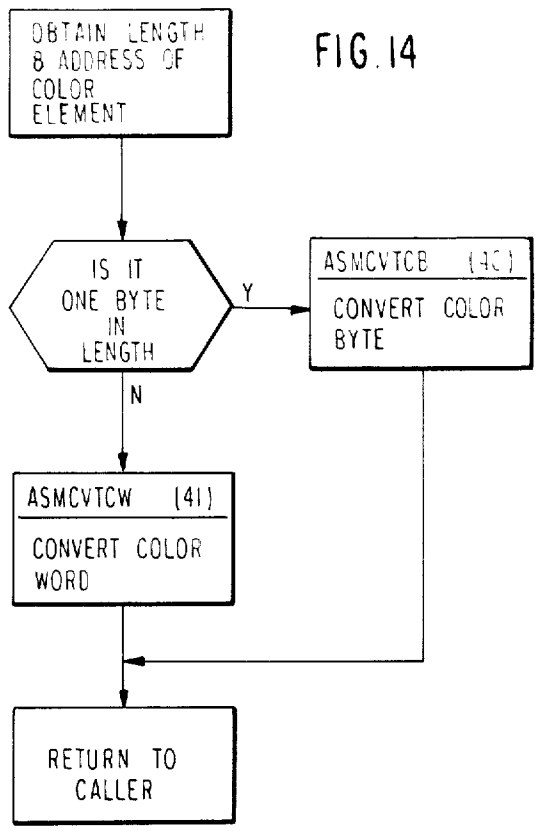 OBTAIN LENGTH
& ADDRESS OF
COLOR
ELEMENT
FIG. 14
IS IT
ONE BYTE
IN
LENGTH
Y
N
ASMCVTCB
CONVERT COLOR
BYTE
ASMCVTCW (41)
CONVERT COLOR
WORD
RETURN TO
CALLER